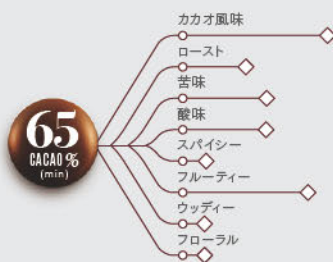 65
CACAO %
(min)
カカオ風味
ロースト
苦味
酸味
スパイシー
フルーティー
ウッディー
フローラル